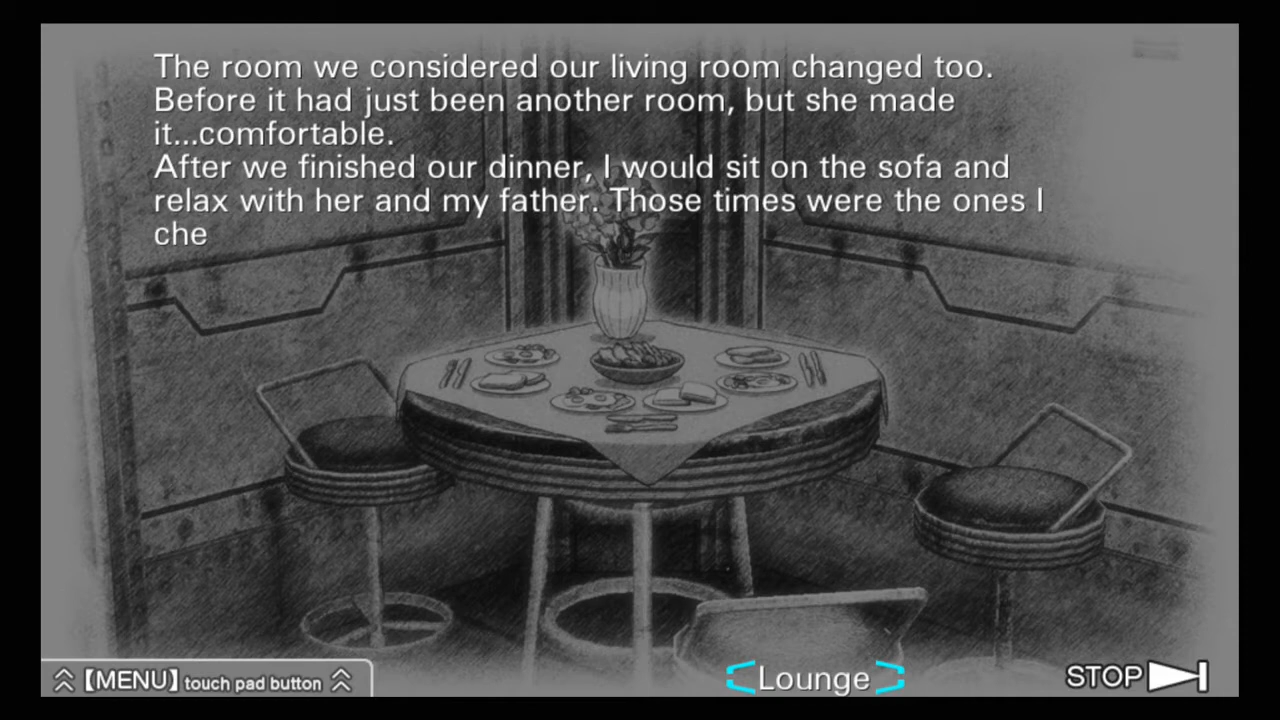 The room we considered our living room changed too.
Before it had just been another room, but she made
it...comfortable.
After we finished our dinner, I would sit on the sofa and
relax with her and my father. Those times were the ones I
che
【MENU】 touch pad button
Lounge
STOP